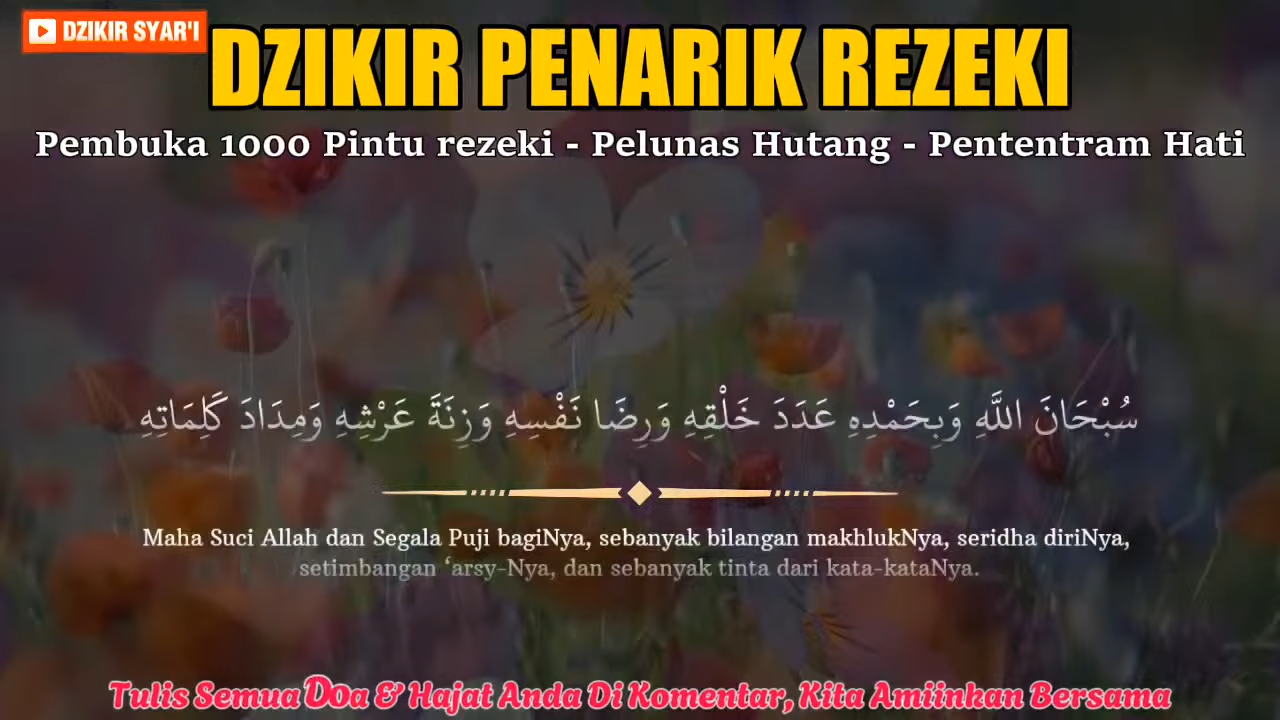 DZIKIR SYAR'I
DZIKIR PENARIK REZEKI
Pembuka 1000 Pintu rezeki - Pelunas Hutang - Pententram Hati
سُبْحَانَ اللَّهِ وَبِحَمْدِهِ عَدَدَ خَلْقِهِ وَرِضَا نَفْسِهِ وَزِنَةَ عَرْشِهِ وَمِدَادَ كَلِمَاتِهِ
Maha Suci Allah dan Segala Puji bagiNya, sebanyak bilangan makhlukNya, seridha diriNya,
setimbangan ‘arsy-Nya, dan sebanyak tinta dari kata-kataNya.
Tulis Semua Doa & Hajat Anda Di Komentar, Kita Amiinkan Bersama